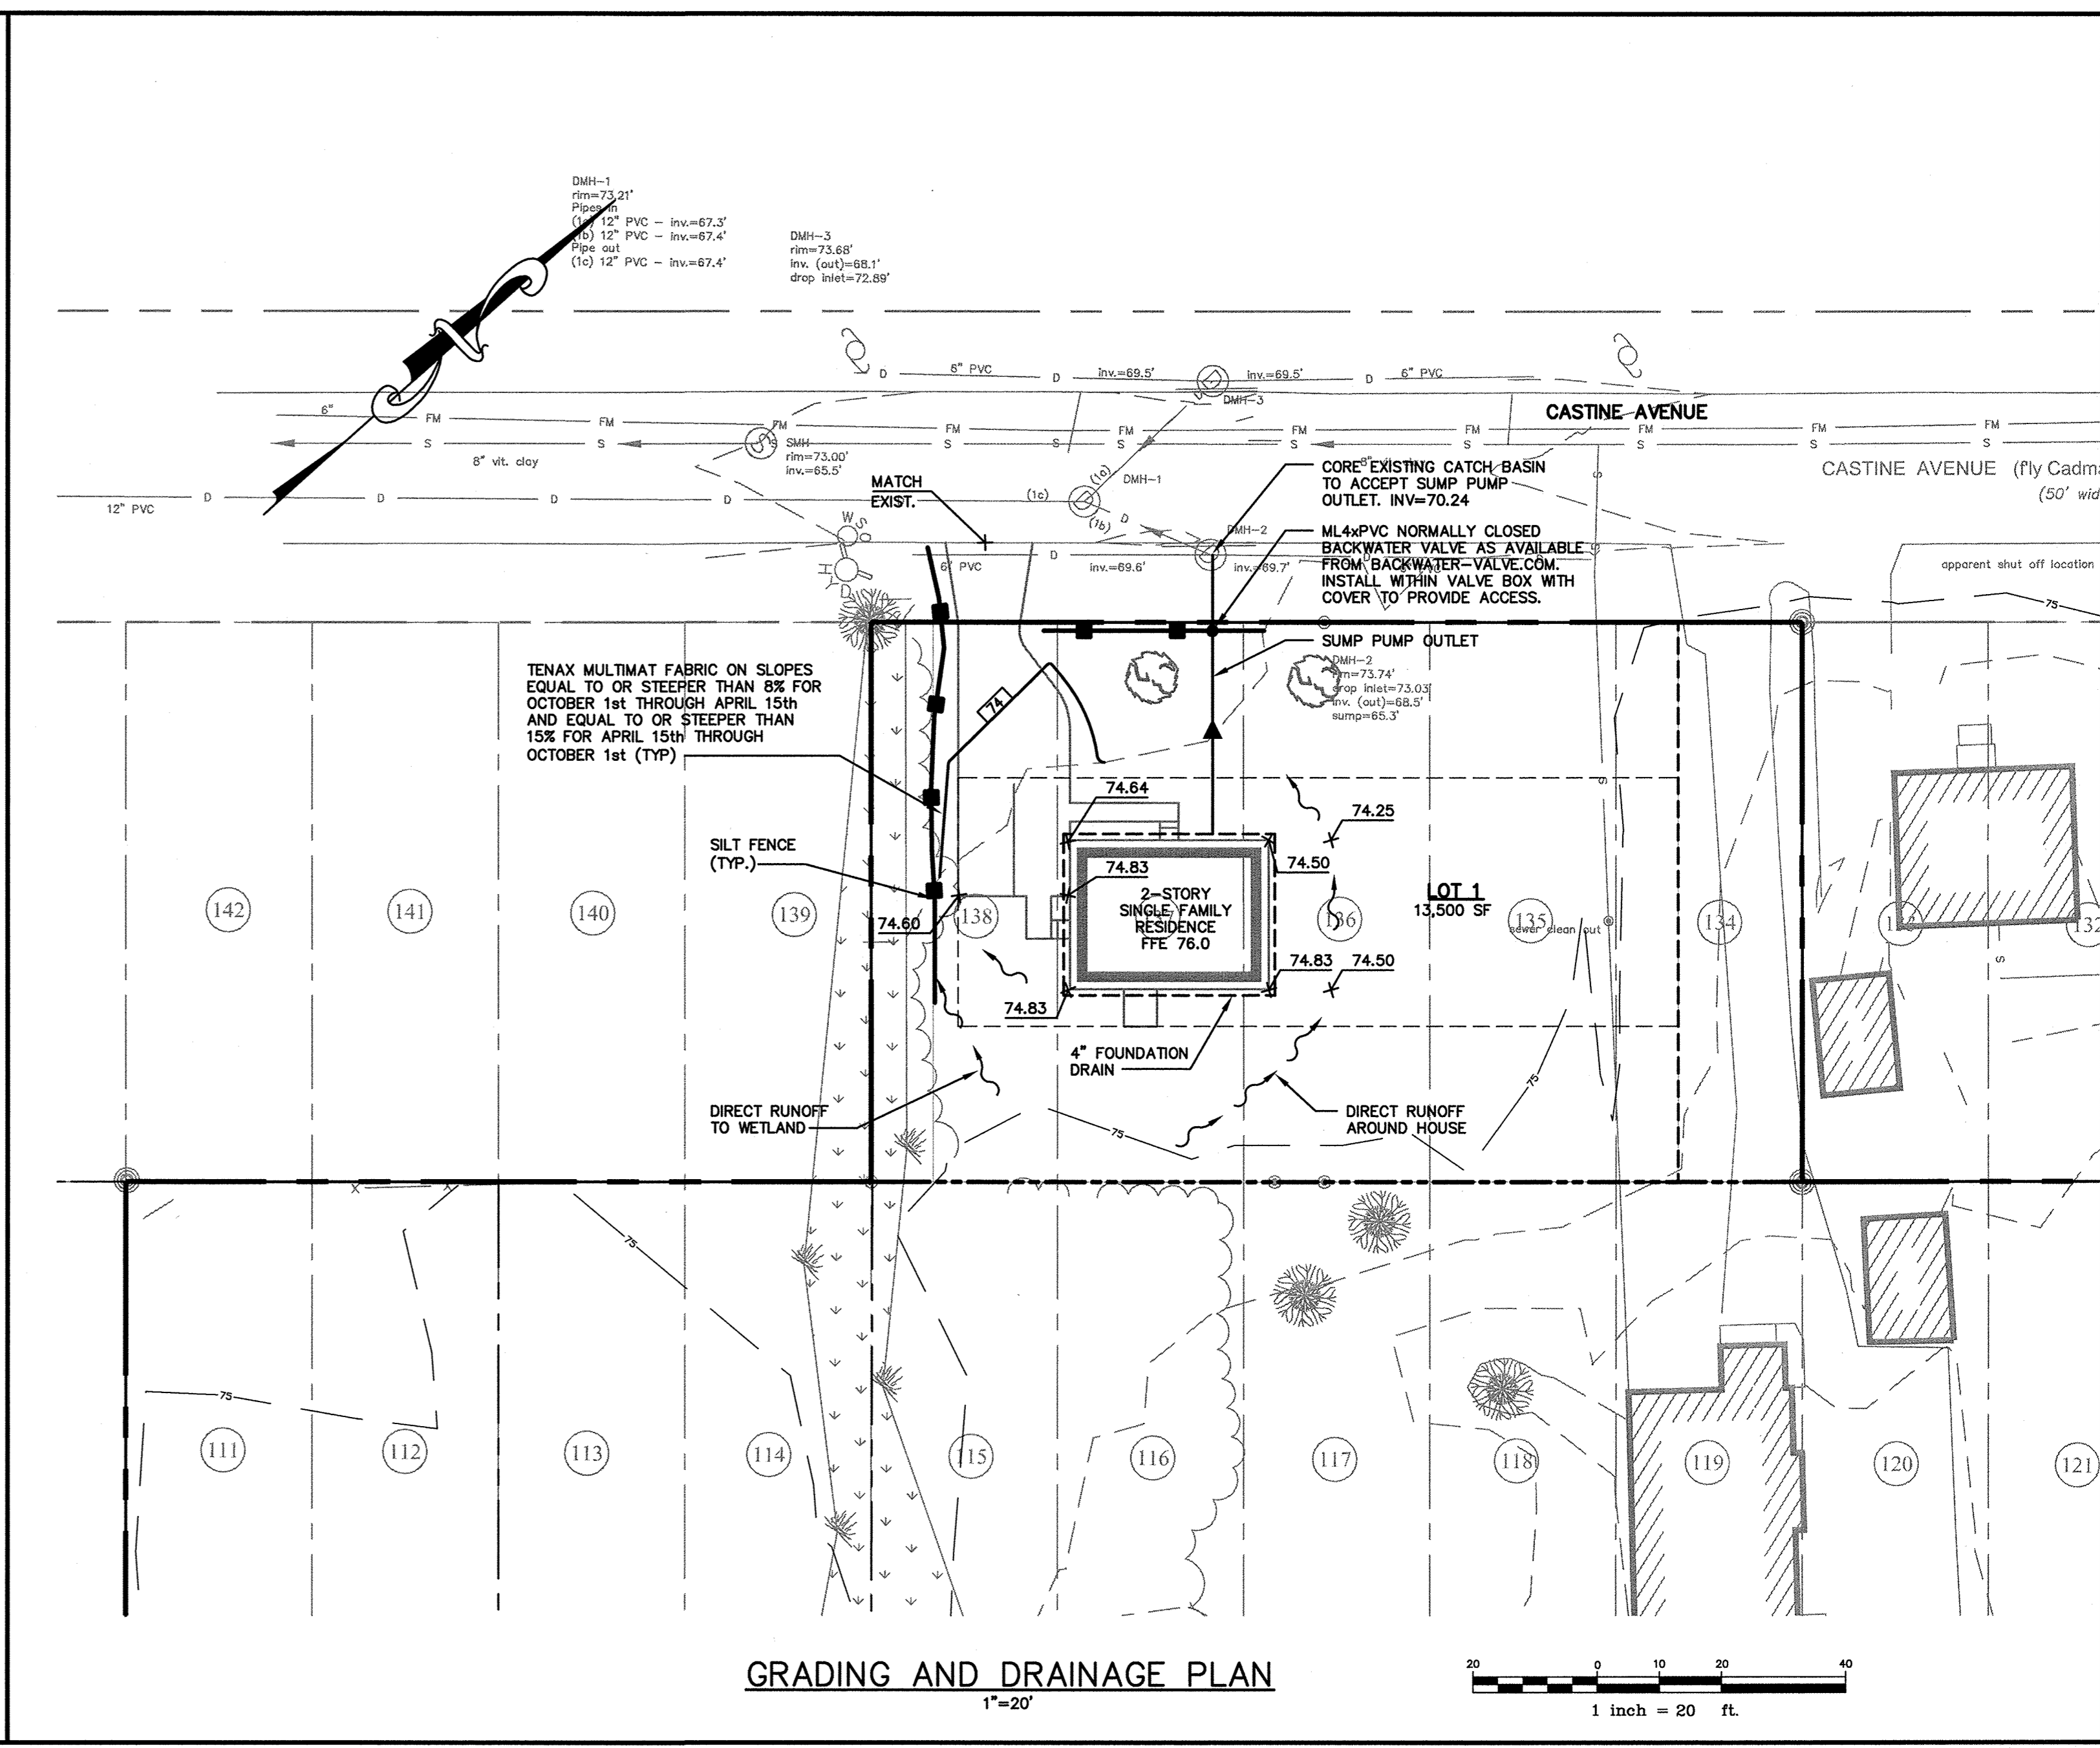 DMH-1
rim=73.21'
Pipes in
(1a) 12" PVC - inv.=67.3'
(1b) 12" PVC - inv.=67.4'
Pipe out
(1c) 12" PVC - inv.=67.4'
DMH-3
rim=73.68'
inv. (out)=68.1'
drop inlet=72.89'
D
6" PVC
D
inv.=69.5'
inv.=69.5'
D
6" PVC
DMH-3
CASTINE AVENUE
6"
FM
FM
FM
FM
FM
FM
FM
FM
FM
FM
S
S
S
S
S
S
S
S
S
S
S
8" vit. clay
SMH
rim=73.00'
inv.=65.5'
CASTINE AVENUE (f'ly Cadma
(50' wid
12" PVC
D
D
D
D
MATCH
EXIST.
(1c)
(1a)
(1b)
D
DMH-1
DMH-2
CORE EXISTING CATCH BASIN
TO ACCEPT SUMP PUMP
OUTLET. INV=70.24
ML4xPVC NORMALLY CLOSED
BACKWATER VALVE AS AVAILABLE
FROM BACKWATER-VALVE.COM.
INSTALL WITHIN VALVE BOX WITH
COVER TO PROVIDE ACCESS.
W
SO
HYD
6" PVC
D
inv.=69.6'
inv.=69.7'
apparent shut off location
75
SUMP PUMP OUTLET
DMH-2
rim=73.74'
drop inlet=73.03
inv. (out)=68.5'
sump=65.3'
TENAX MULTIMAT FABRIC ON SLOPES
EQUAL TO OR STEEPER THAN 8% FOR
OCTOBER 1st THROUGH APRIL 15th
AND EQUAL TO OR STEEPER THAN
15% FOR APRIL 15th THROUGH
OCTOBER 1st (TYP)
74
74.64
74.25
SILT FENCE
(TYP.)
74.83
74.50
2-STORY
SINGLE FAMILY
RESIDENCE
FFE 76.0
LOT 1
13,500 SF
sewer clean out
142
141
140
139
74.60
138
136
135
134
132
74.83
74.50
74.83
4" FOUNDATION
DRAIN
75
DIRECT RUNOFF
TO WETLAND
75
DIRECT RUNOFF
AROUND HOUSE
X
X
75
75
111
112
113
114
115
116
117
118
119
120
121
GRADING AND DRAINAGE PLAN
1"=20'
20
0
10
20
40
1 inch = 20 ft.